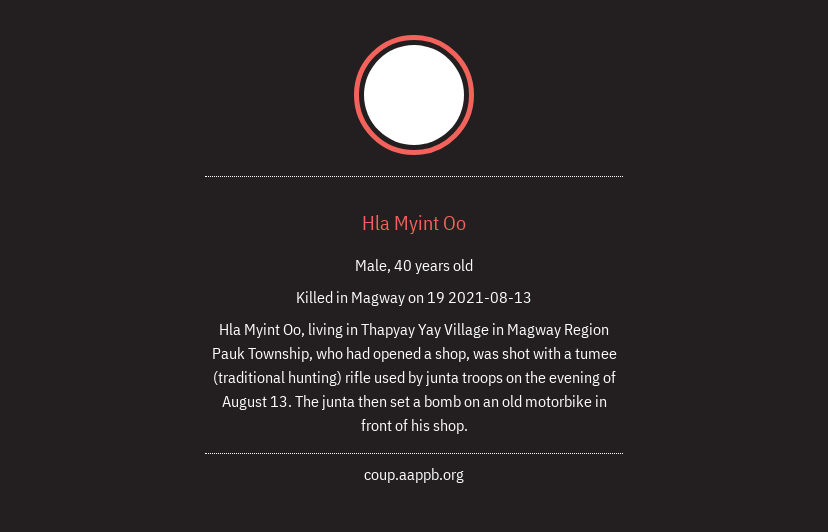 Hla Myint Oo
Male, 40 years old
Killed in Magway on 19 2021-08-13
Hla Myint Oo, living in Thapyay Yay Village in Magway Region
Pauk Township, who had opened a shop, was shot with a tumee
(traditional hunting) rifle used by junta troops on the evening of
August 13. The junta then set a bomb on an old motorbike in
front of his shop.
coup.aappb.org